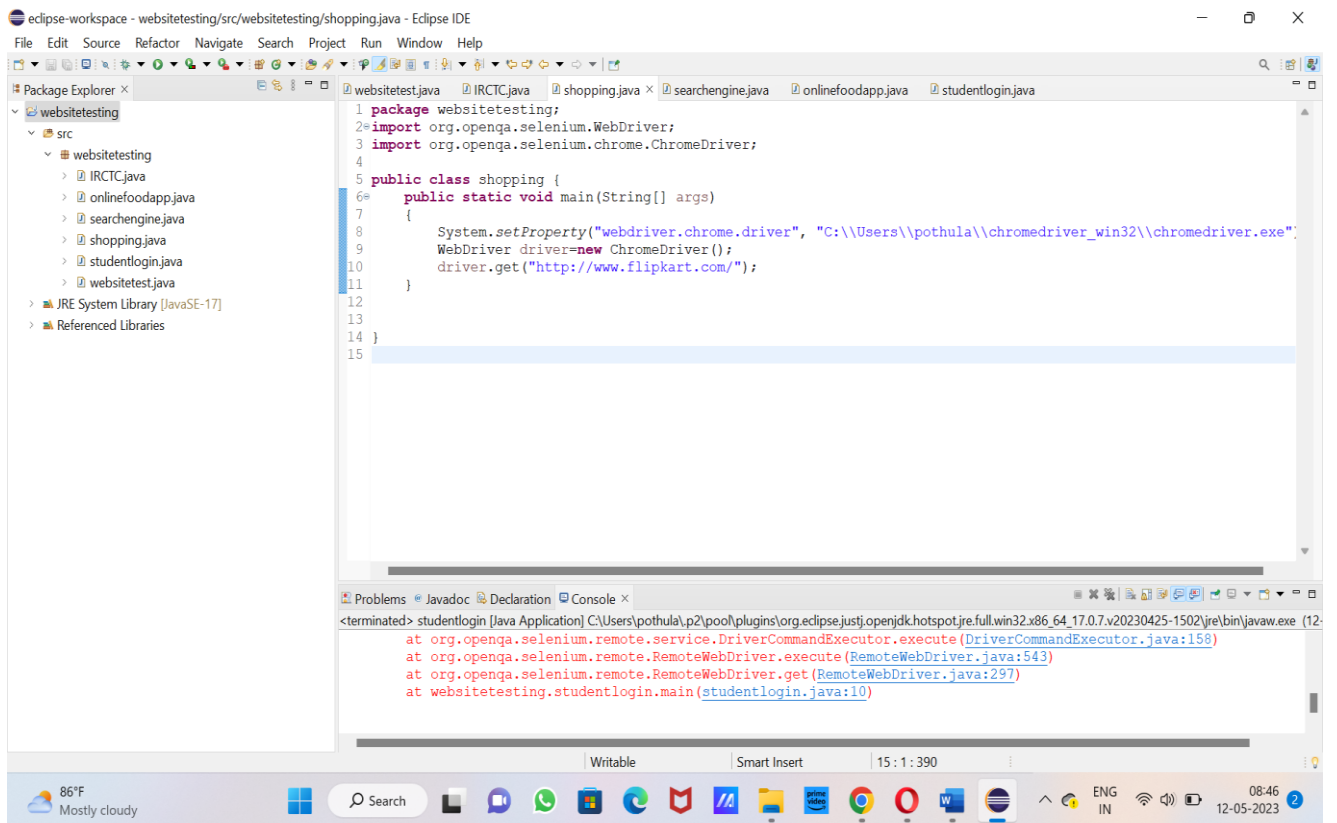 eclipse-workspace - websitetesting/src/websitetesting/shopping.java - Eclipse IDE
File Edit Source Refactor Navigate Search Project Run Window Help
Package Explorer
websitetest.java IRCTC.java shopping.java searchengine.java onlinefoodapp.java studentlogin.java
websitetesting
src
websitetesting
IRCTC.java
onlinefoodapp.java
searchengine.java
shopping.java
studentlogin.java
websitetest.java
JRE System Library [JavaSE-17]
Referenced Libraries
1 package websitetesting;
2 import org.openqa.selenium.WebDriver;
3 import org.openqa.selenium.chrome.ChromeDriver;
4
5 public class shopping {
6 public static void main(String[] args)
7 {
8 System.setProperty("webdriver.chrome.driver", "C:\\Users\\pothula\\chromedriver_win32\\chromedriver.exe")
9 WebDriver driver=new ChromeDriver();
10 driver.get("http://www.flipkart.com/");
11 }
12
13
14 }
15
Problems @ Javadoc Declaration Console
<terminated> studentlogin [Java Application] C:\Users\pothula\.p2\pool\plugins\org.eclipse.justj.openjdk.hotspot.jre.full.win32.x86_64_17.0.7.v20230425-1502\jre\bin\javaw.exe (12-
at org.openqa.selenium.remote.service.DriverCommandExecutor.execute(DriverCommandExecutor.java:158)
at org.openqa.selenium.remote.RemoteWebDriver.execute(RemoteWebDriver.java:543)
at org.openqa.selenium.remote.RemoteWebDriver.get(RemoteWebDriver.java:297)
at websitetesting.studentlogin.main(studentlogin.java:10)
Writable Smart Insert 15 : 1 : 390
86°F
Mostly cloudy
Search
prime video
W
ENG
IN
08:46
12-05-2023
2